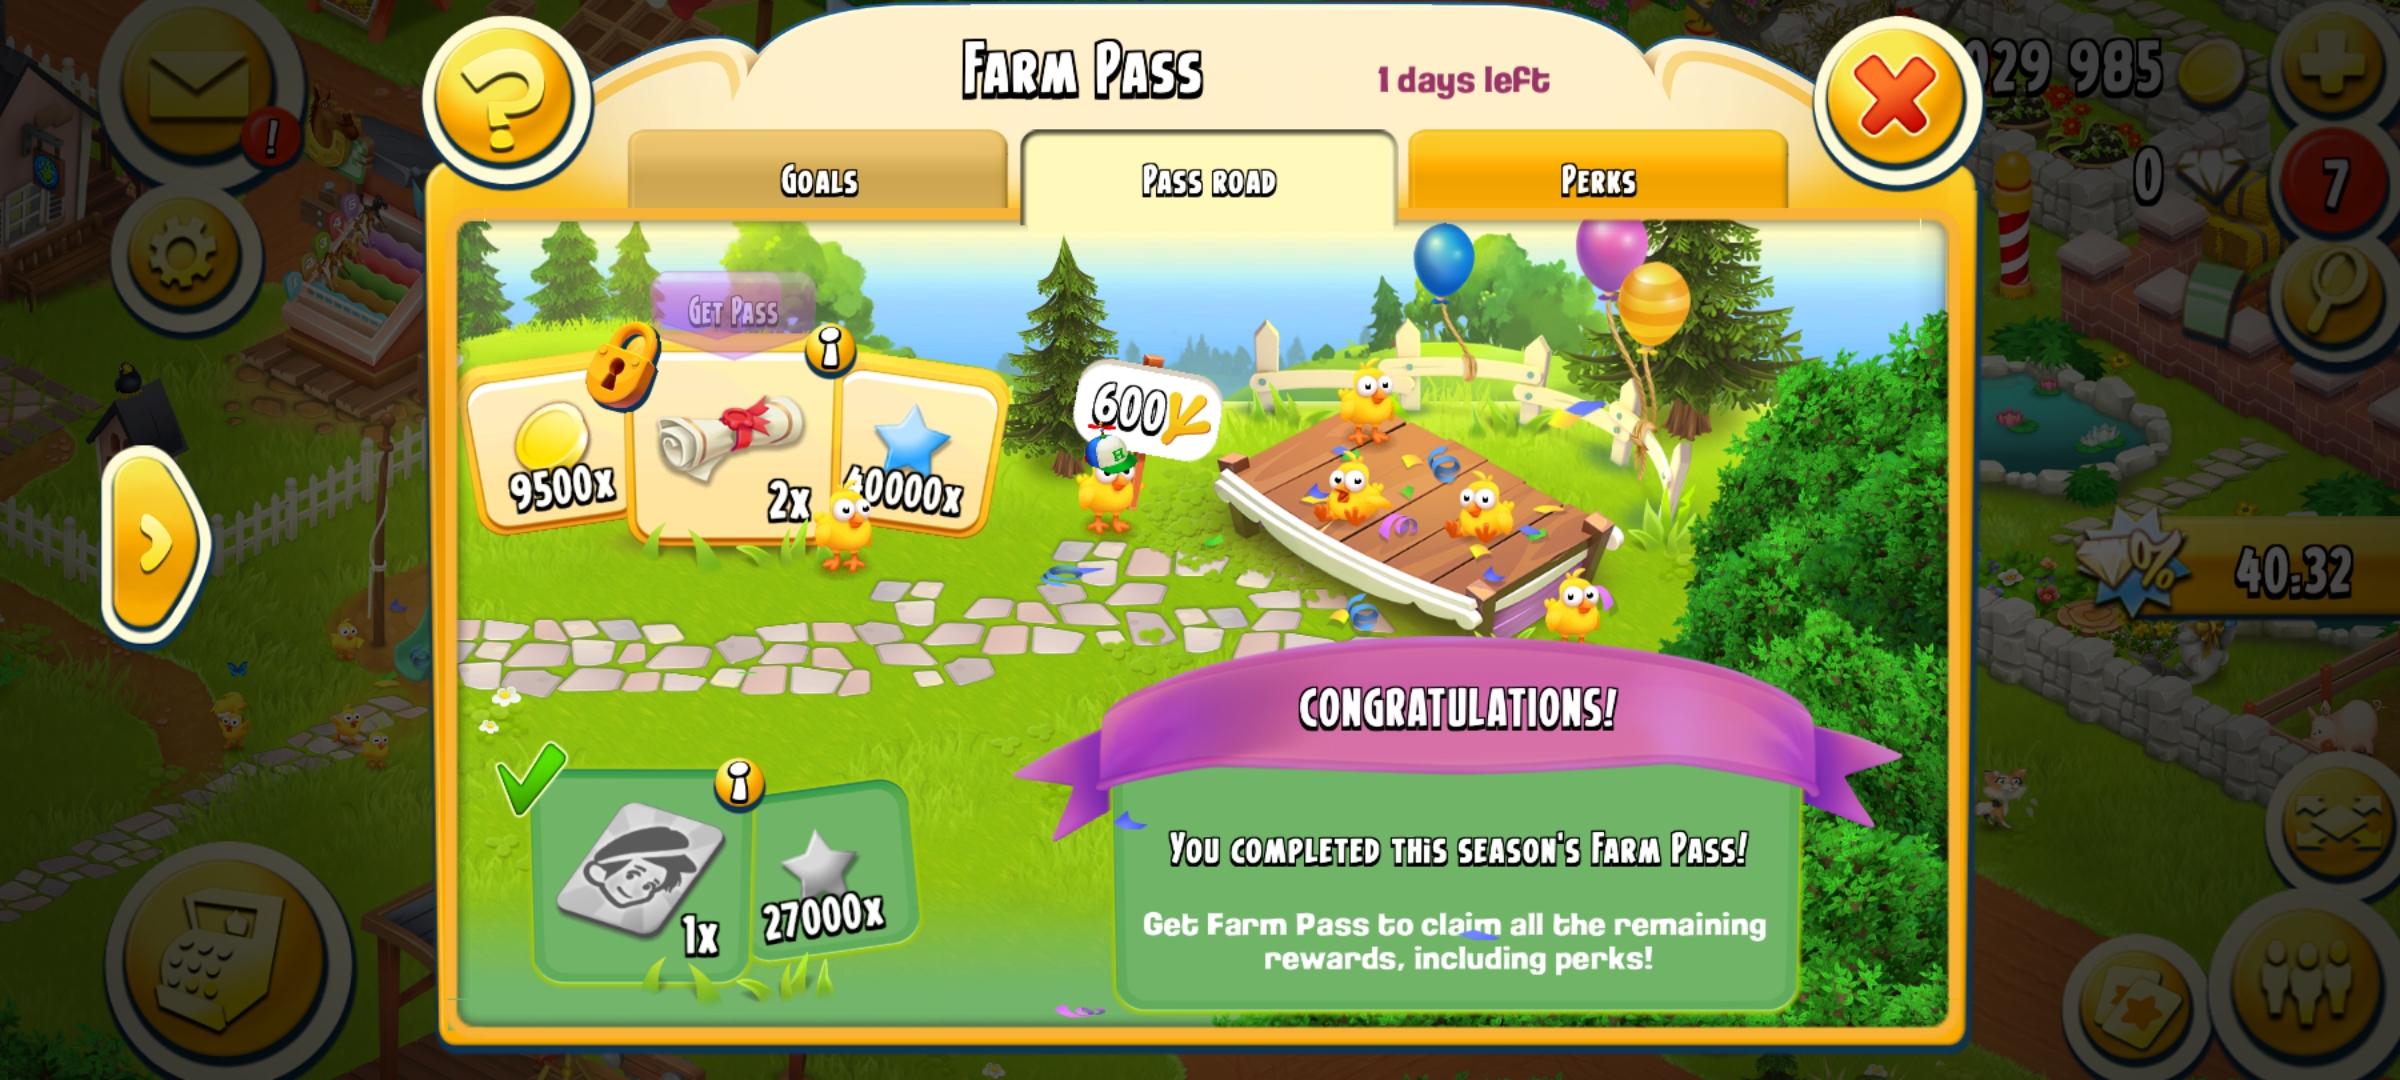 FARM PASS
1 days left
029 985
GOALS
PASS ROAD
PERKS
0
7
GET PASS
600
9500x
2x
40000x
%
40:32
CONGRATULATIONS!
YOU COMPLETED THIS SEASON'S FARM PASS!
Get Farm Pass to claim all the remaining
rewards, including perks!
1x
27000x